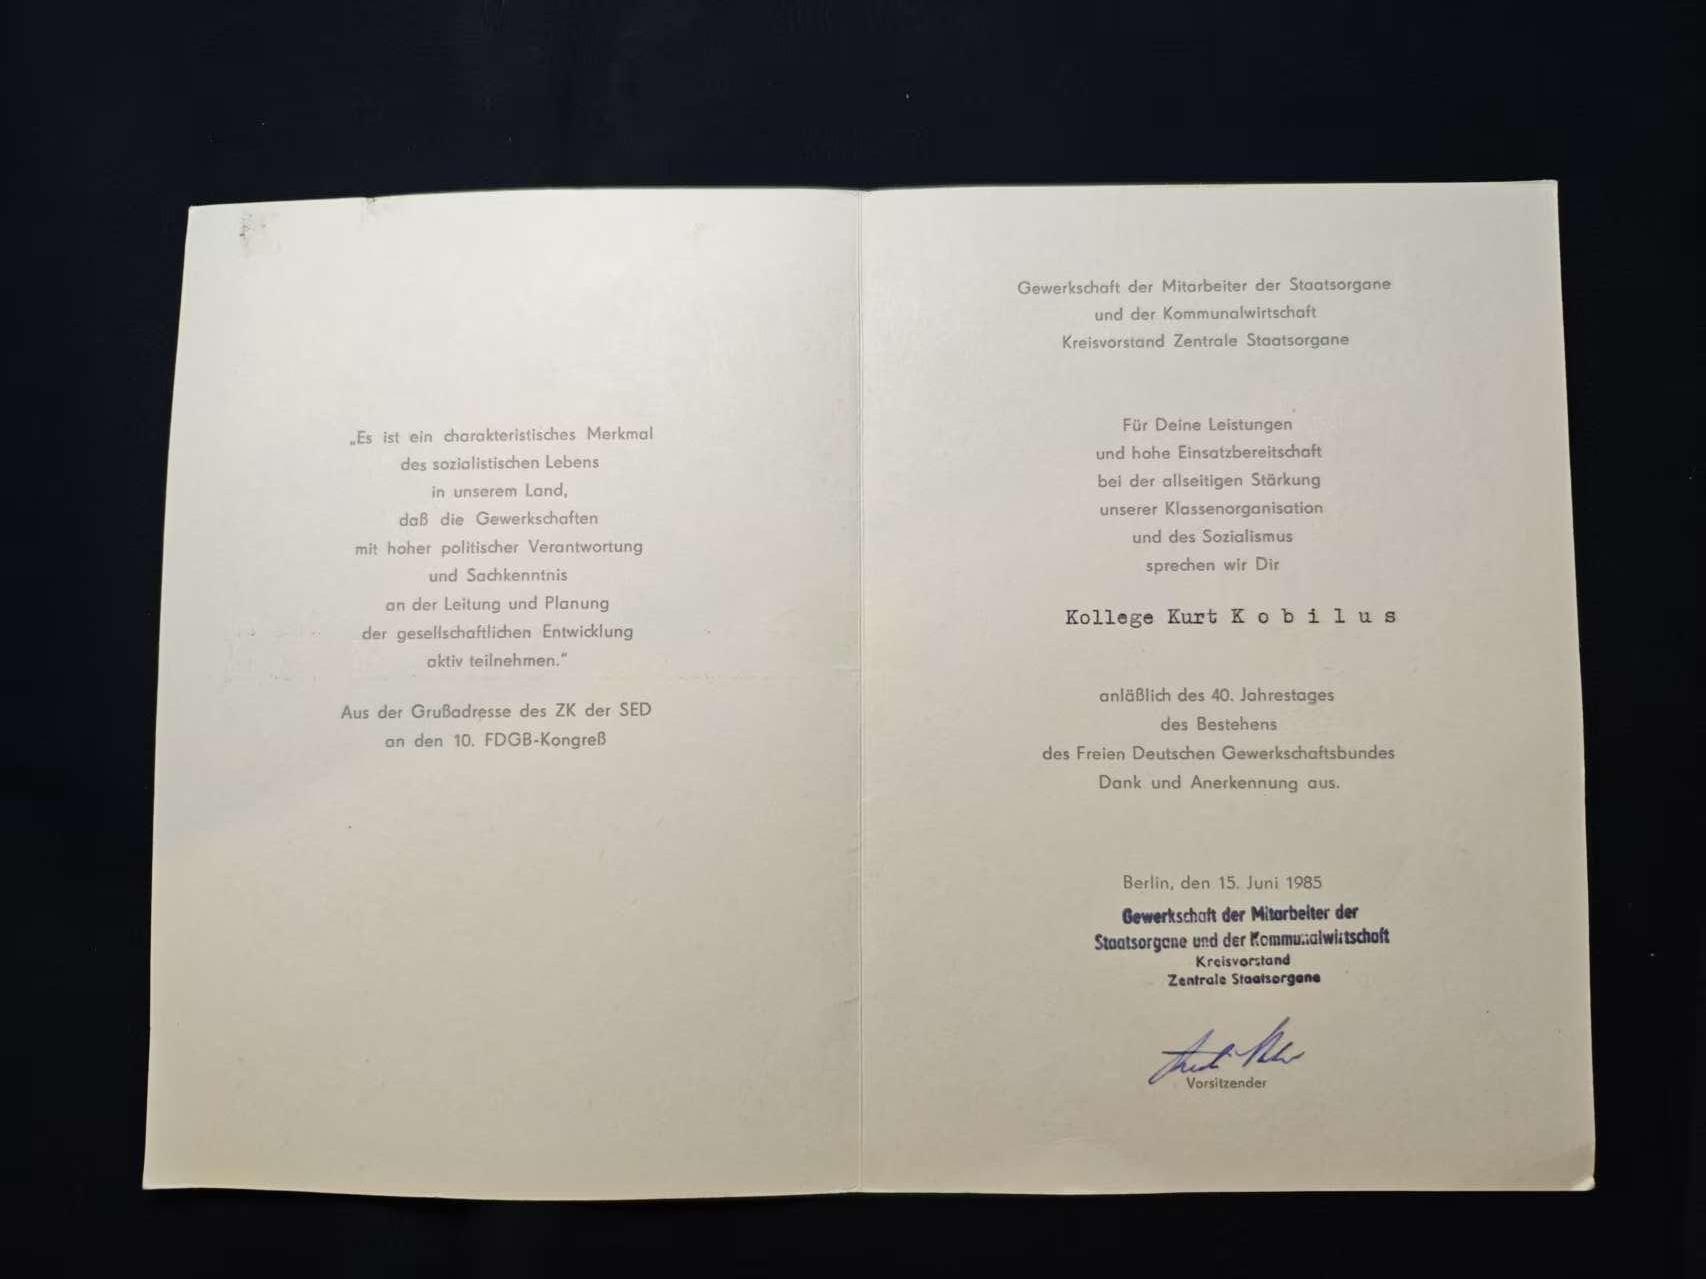 „Es ist ein charakteristisches Merkmal
des sozialistischen Lebens
in unserem Land,
daß die Gewerkschaften
mit hoher politischer Verantwortung
und Sachkenntnis
an der Leitung und Planung
der gesellschaftlichen Entwicklung
aktiv teilnehmen.“
Aus der Grußadresse des ZK der SED
an den 10. FDGB-Kongreß
Gewerkschaft der Mitarbeiter der Staatsorgane
und der Kommunalwirtschaft
Kreisvorstand Zentrale Staatsorgane
Für Deine Leistungen
und hohe Einsatzbereitschaft
bei der allseitigen Stärkung
unserer Klassenorganisation
und des Sozialismus
sprechen wir Dir
Kollege Kurt K o b i l u s
anläßlich des 40. Jahrestages
des Bestehens
des Freien Deutschen Gewerkschaftsbundes
Dank und Anerkennung aus.
Berlin, den 15. Juni 1985
Gewerkschaft der Mitarbeiter der
Staatsorgane und der Kommunalwirtschaft
Kreisvorstand
Zentrale Staatsorgane
Vorsitzender